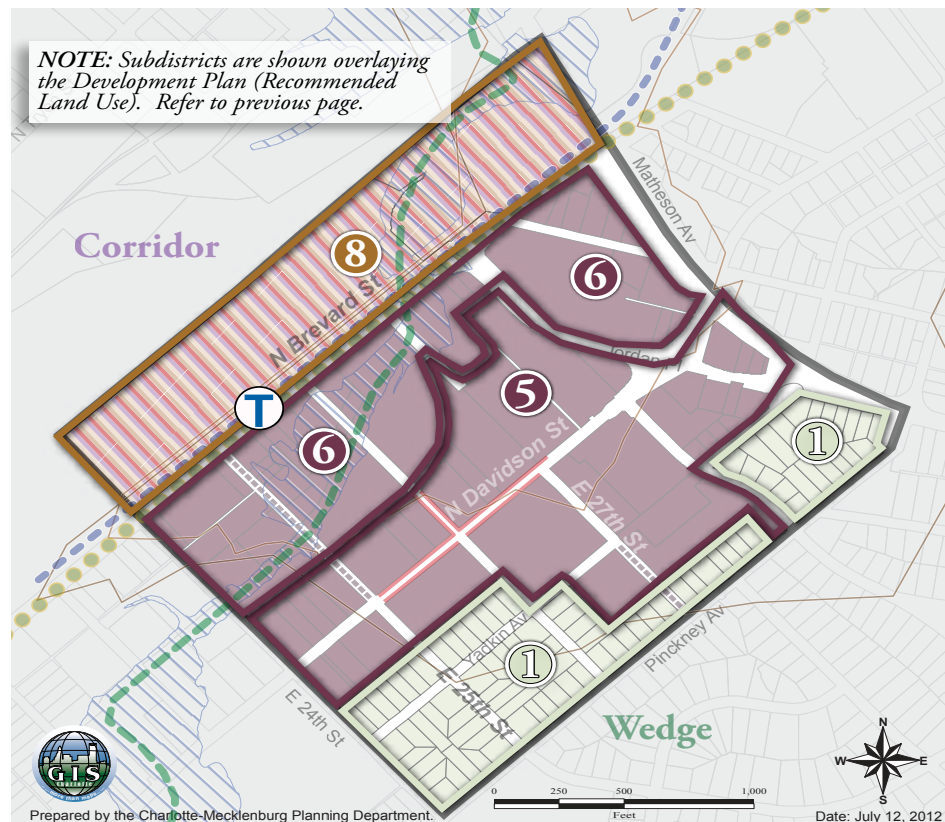 NOTE: Subdistricts are shown overlaying
the Development Plan (Recommended
Land Use). Refer to previous page.
Matheson Av
Corridor
8
6
N Brevard St
T
5
1
6
N Davidson St
E 27th St
Yadkin Av
1
E 25th St
Pinckney Av
E 24th St
Wedge
N
W
E
S
GIS
Charlotte
0
250
500
750
1,000
Feet
Prepared by the Charlotte-Mecklenburg Planning Department.
Date: July 12, 2012